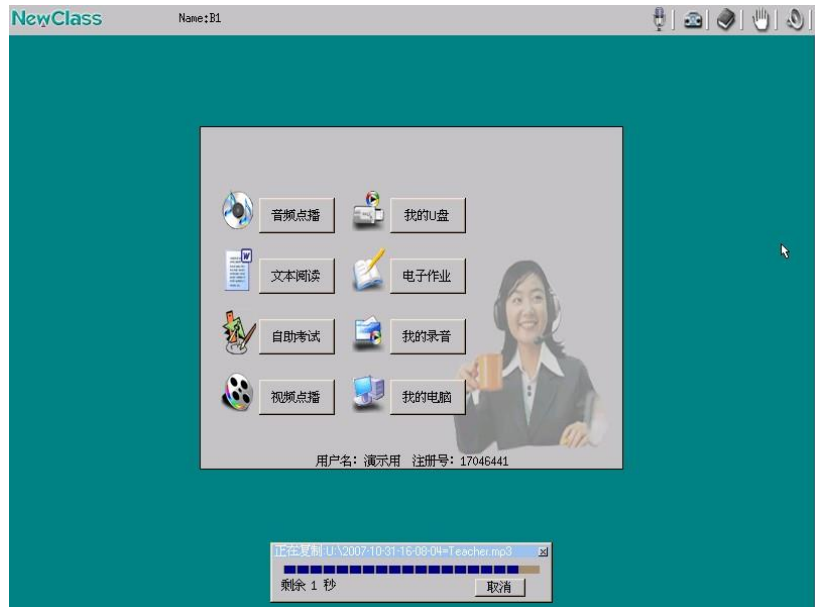 NewClass Name:B1
音频点播 我的U盘
文本阅读 电子作业
自助考试 我的录音
视频点播 我的电脑
用户名: 演示用 注册号: 17046441
正在复制:U:\2007-10-31-16-08-04=Teacher.mp3
剩余 1 秒 取消